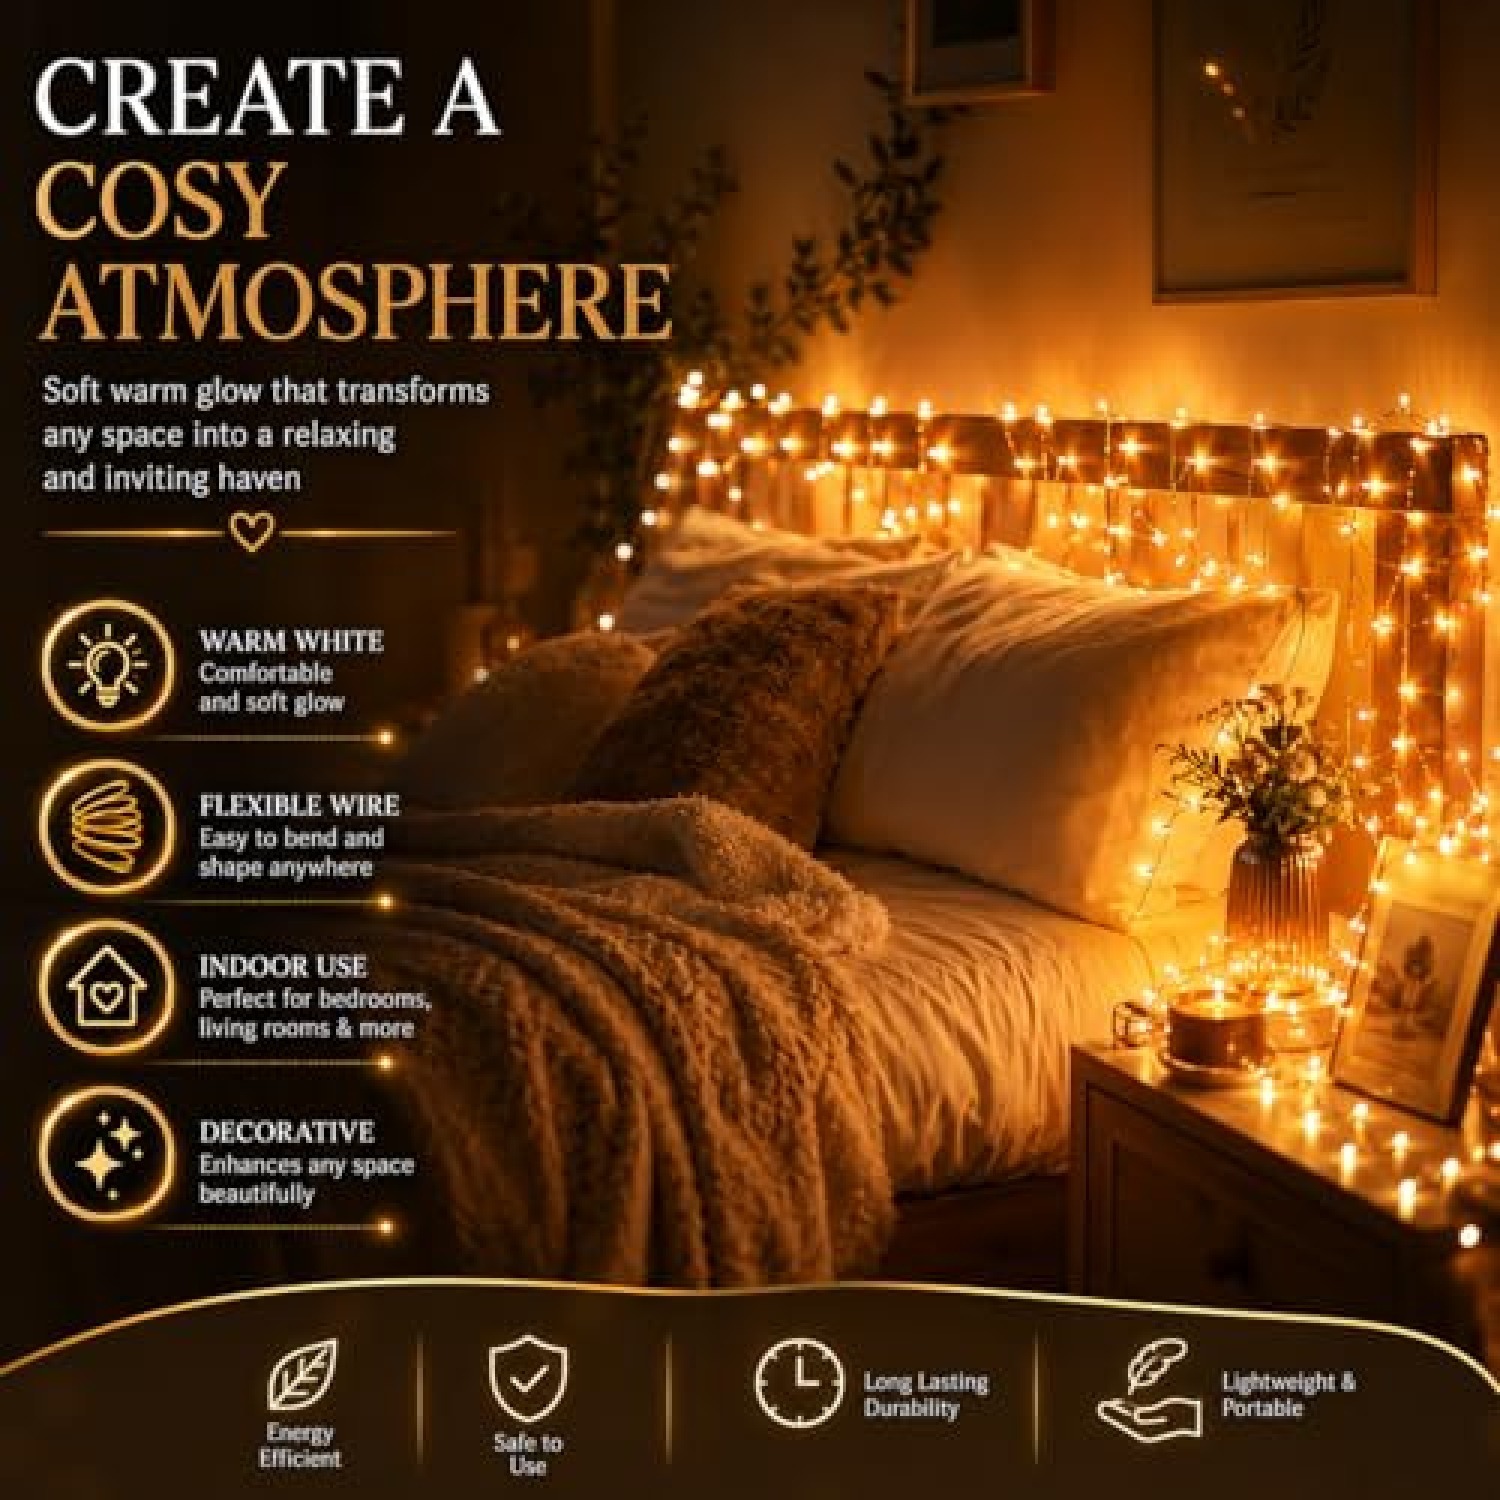 CREATE A
COSY
ATMOSPHERE
Soft warm glow that transforms
any space into a relaxing
and inviting haven
WARM WHITE
Comfortable
and soft glow
FLEXIBLE WIRE
Easy to bend and
shape anywhere
INDOOR USE
Perfect for bedrooms,
living rooms & more
DECORATIVE
Enhances any space
beautifully
Energy
Efficient
Safe to
Use
Long Lasting
Durability
Lightweight &
Portable